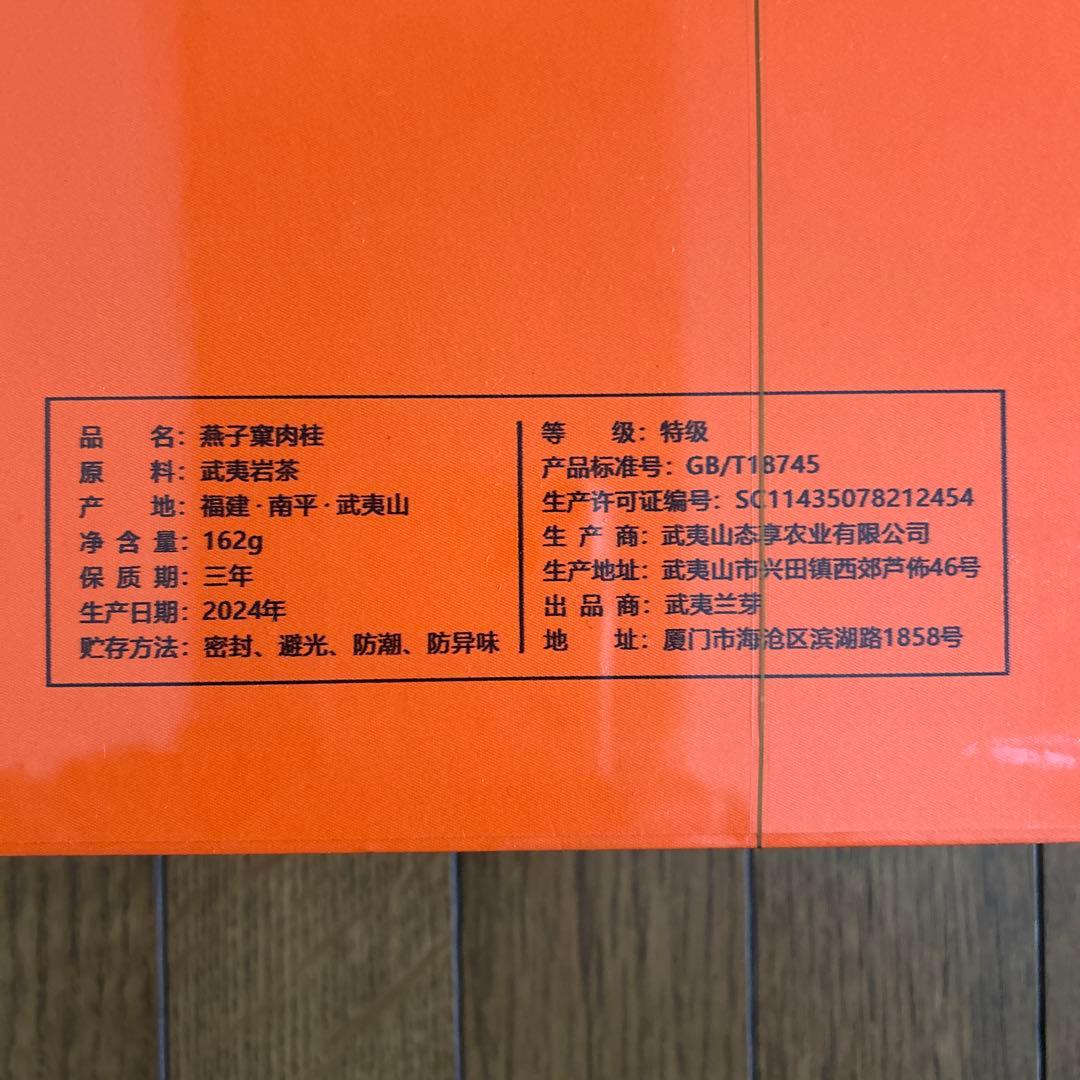 品名：燕子窠肉桂
原料：武夷岩茶
产地：福建·南平·武夷山
净含量：162g
保质期：三年
生产日期：2024年
贮存方法：密封、避光、防潮、防异味
等级：特级
产品标准号：GB/T18745
生产许可证编号：SC11435078212454
生产商：武夷山态享农业有限公司
生产地址：武夷山市兴田镇西郊芦佈46号
出品商：武夷兰芽
地址：厦门市海沧区滨湖路1858号